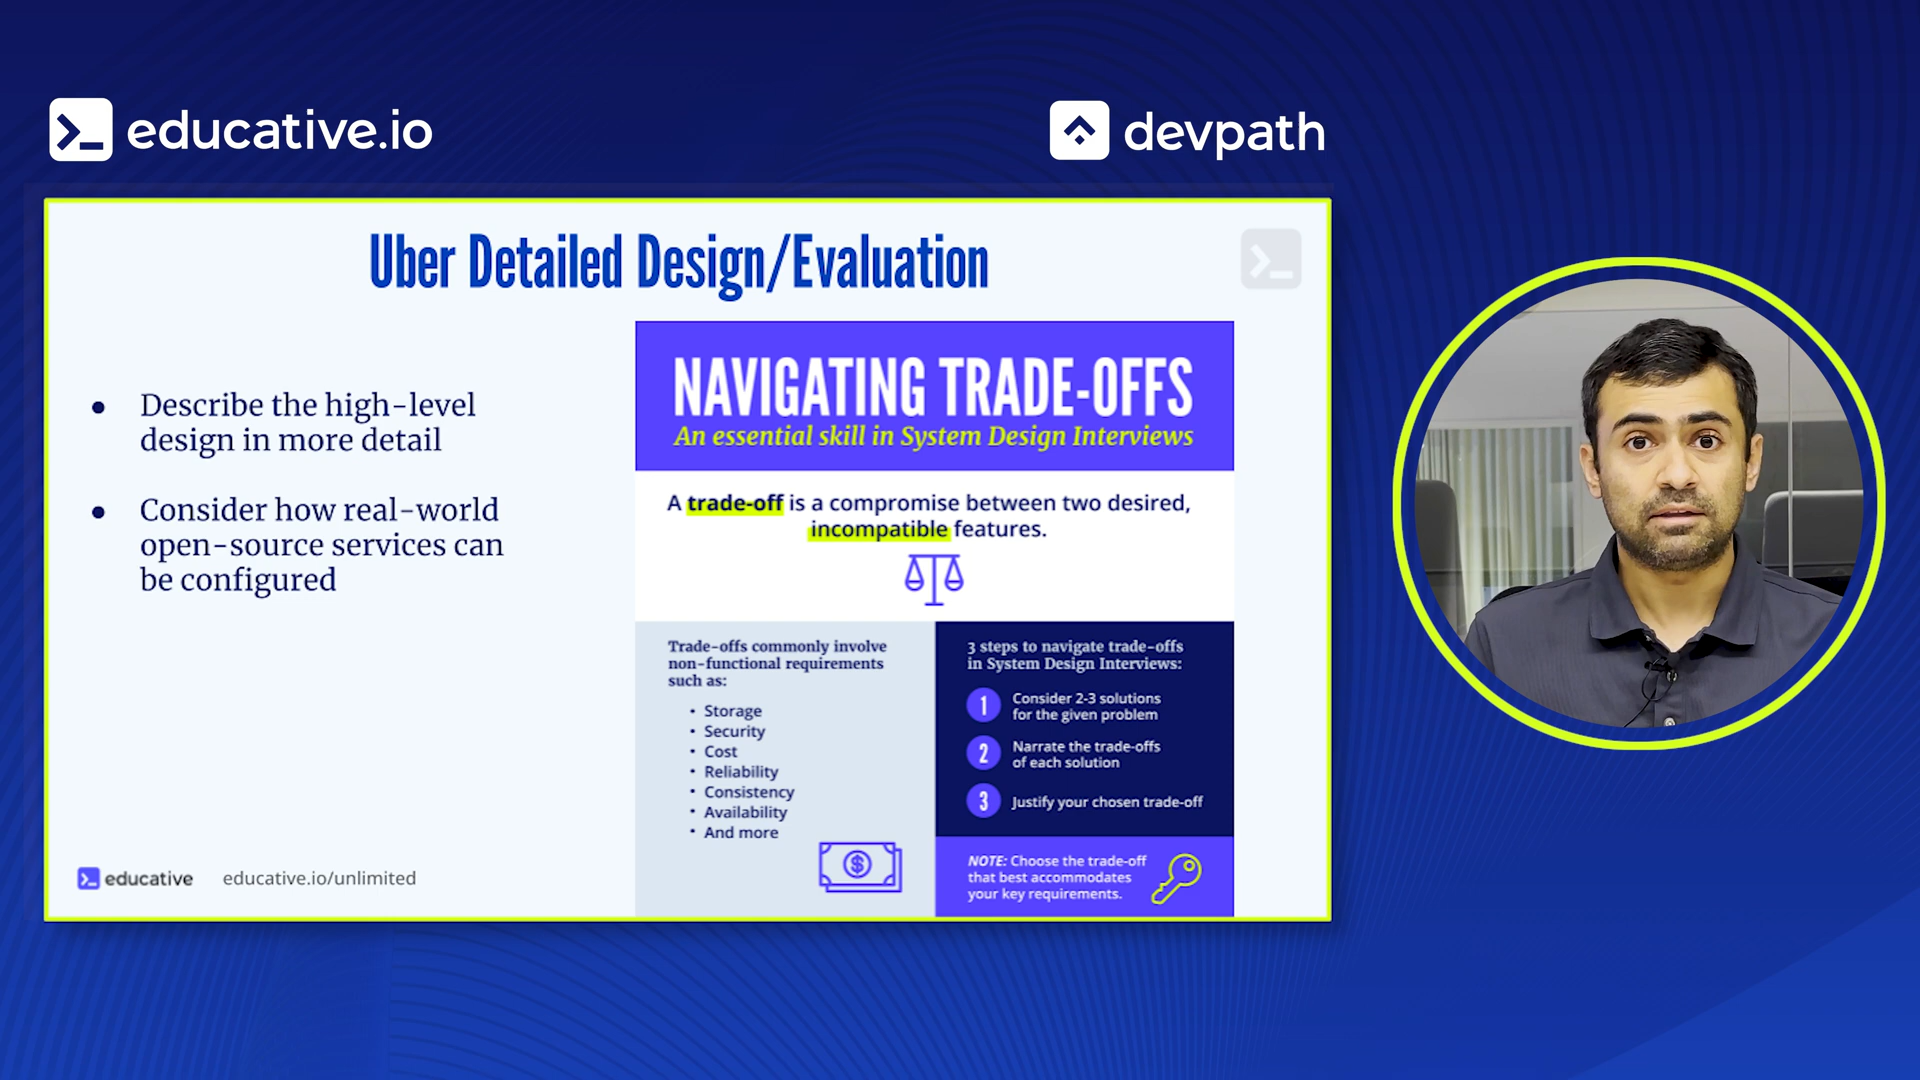 educative.io
devpath
Uber Detailed Design/Evaluation
• Describe the high-level
design in more detail
• Consider how real-world
open-source services can
be configured
NAVIGATING TRADE-OFFS
An essential skill in System Design Interviews
A trade-off is a compromise between two desired,
incompatible features.
Trade-offs commonly involve
non-functional requirements
such as:
• Storage
• Security
• Cost
• Reliability
• Consistency
• Availability
• And more
3 steps to navigate trade-offs
in System Design Interviews:
1 Consider 2-3 solutions
for the given problem
2 Narrate the trade-offs
of each solution
3 Justify your chosen trade-off
NOTE: Choose the trade-off
that best accommodates
your key requirements.
educative educative.io/unlimited